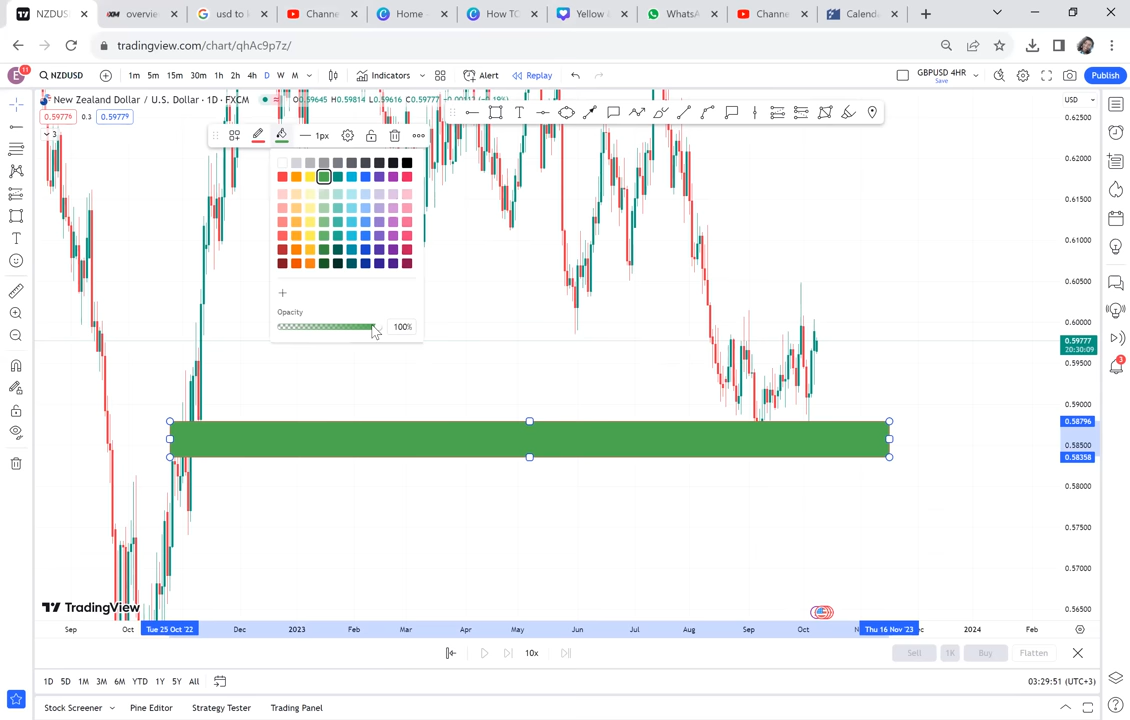 NZDUSD
overview
usd to
Channe
Home -
How TO
Yellow &
WhatsA
Channe
Calenda
tradingview.com/chart/qhAc9p7z/
E
11
NZDUSD
1m 5m 15m 30m 1h 2h 4h D W M
Indicators
Alert
Replay
GBPUSD 4HR
Save
Publish
New Zealand Dollar / U.S. Dollar · 1D · FXCM
O0.59645 H0.59814 L0.59616 C0.59777
0.59776 0.3 0.59779
3
1px
Opacity
100%
USD
0.62500
0.62000
0.61500
0.61000
0.60500
0.60000
0.59777
20:30:09
0.59500
0.59000
0.58796
0.58500
0.58358
0.58000
0.57500
0.57000
0.56500
3
TradingView
Sep Oct Tue 25 Oct '22 Dec 2023 Feb Mar Apr May Jun Jul Aug Sep Oct Thu 16 Nov '23 2024 Feb
10x
Sell 1K Buy Flatten
1D 5D 1M 3M 6M YTD 1Y 5Y All
03:29:51 (UTC+3)
Stock Screener Pine Editor Strategy Tester Trading Panel